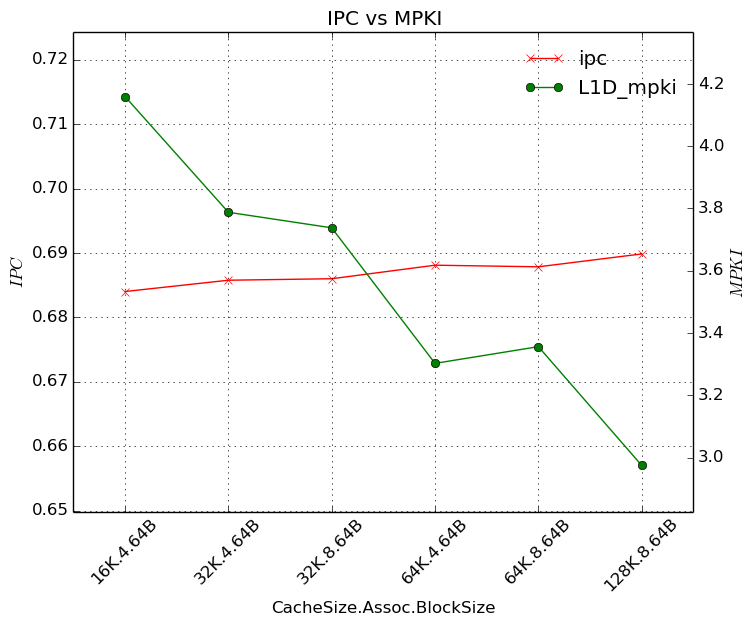 IPC vs MPKI
ipc
L1D_mpki
0.72
0.71
0.70
0.69
0.68
0.67
0.66
0.65
IPC
4.2
4.0
3.8
3.6
3.4
3.2
3.0
MPKI
16K.4.64B
32K.4.64B
32K.8.64B
64K.4.64B
64K.8.64B
128K.8.64B
CacheSize.Assoc.BlockSize